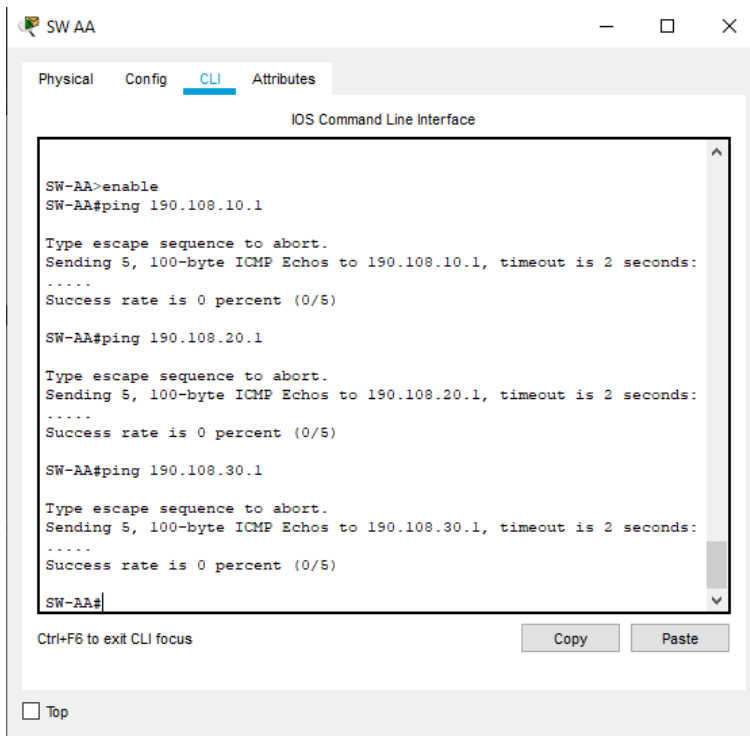 SW AA
Physical Config CLI Attributes
IOS Command Line Interface
SW-AA>enable
SW-AA#ping 190.108.10.1
Type escape sequence to abort.
Sending 5, 100-byte ICMP Echos to 190.108.10.1, timeout is 2 seconds:
.....
Success rate is 0 percent (0/5)
SW-AA#ping 190.108.20.1
Type escape sequence to abort.
Sending 5, 100-byte ICMP Echos to 190.108.20.1, timeout is 2 seconds:
.....
Success rate is 0 percent (0/5)
SW-AA#ping 190.108.30.1
Type escape sequence to abort.
Sending 5, 100-byte ICMP Echos to 190.108.30.1, timeout is 2 seconds:
.....
Success rate is 0 percent (0/5)
SW-AA#
Ctrl+F6 to exit CLI focus Copy Paste
Top